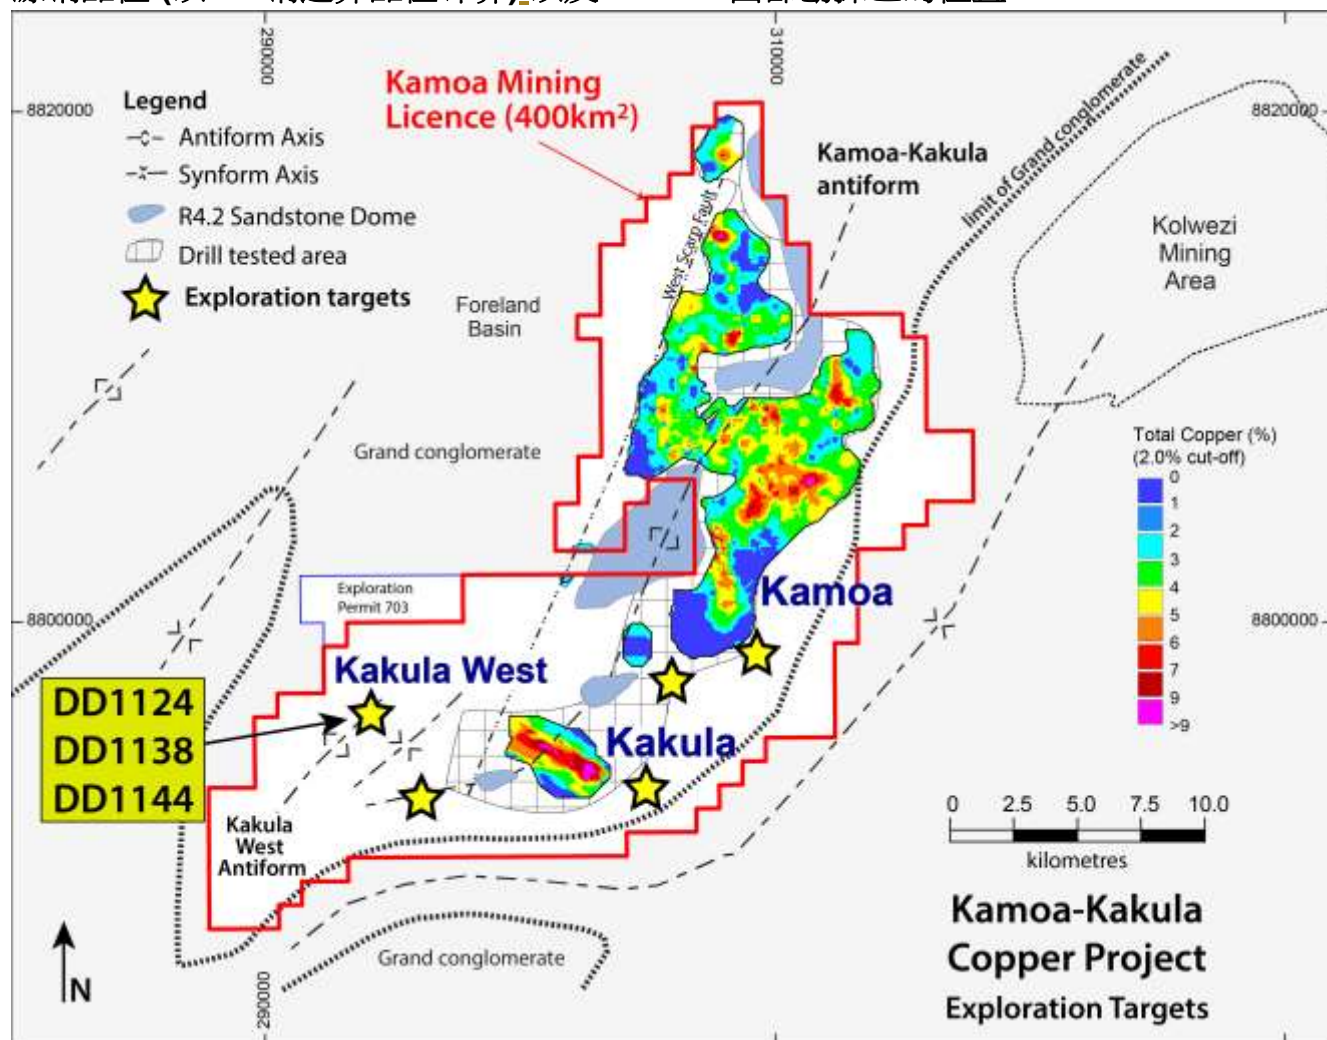 290000
310000
8820000
8820000
Legend
Antiform Axis
Synform Axis
R4.2 Sandstone Dome
Drill tested area
Exploration targets
Kamoa Mining
Licence (400km²)
Kamoa-Kakula
antiform
limit of Grand conglomerate
Kolwezi
Mining
Area
West Scarp Fault
Foreland
Basin
Grand conglomerate
Total Copper (%)
(2.0% cut-off)
0
1
2
3
4
5
6
7
9
>9
Exploration
Permit 703
8800000
8800000
Kamoa
Kakula West
Kakula
DD1124
DD1138
DD1144
Kakula
West
Antiform
0 2.5 5.0 7.5 10.0
kilometres
Kamoa-Kakula
Copper Project
Exploration Targets
Grand conglomerate
N
290000